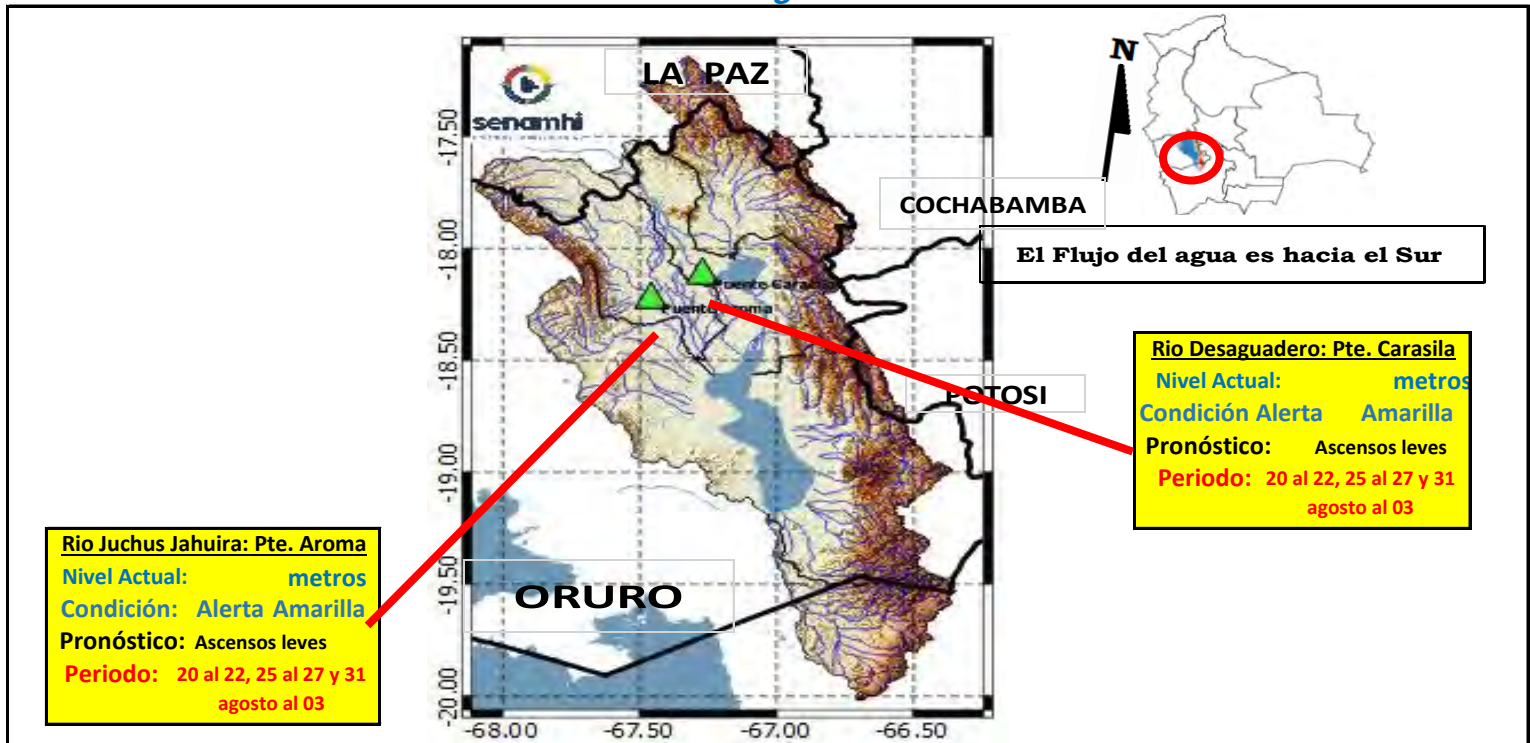 LA PAZ
senamhi
N
COCHABAMBA
El Flujo del agua es hacia el Sur
-17.50
-18.00
-18.50
-19.00
-19.50
-20.00
Puente
Puente
POTOSI
Rio Desaguadero: Pte. Carasila
Nivel Actual: metros
Condición Alerta Amarilla
Pronóstico: Ascensos leves
Periodo: 20 al 22, 25 al 27 y 31
agosto al 03
Rio Juchus Jahuira: Pte. Aroma
Nivel Actual: metros
Condición: Alerta Amarilla
Pronóstico: Ascensos leves
Periodo: 20 al 22, 25 al 27 y 31
agosto al 03
ORURO
-68.00 -67.50 -67.00 -66.50